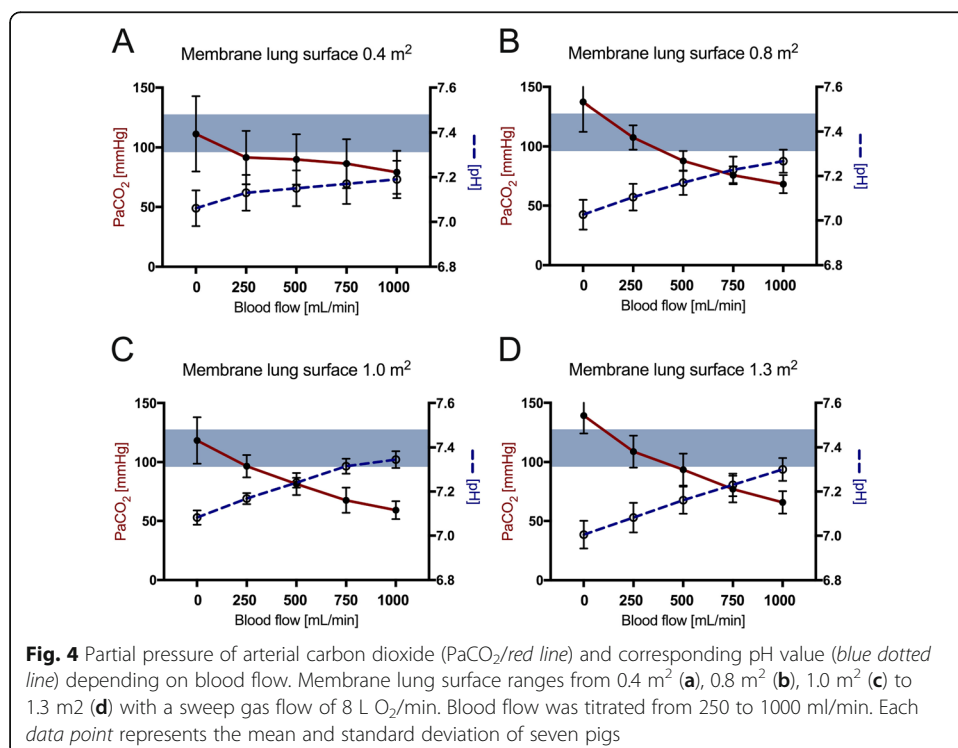 A
Membrane lung surface 0.4 m²
150
100
50
0
PaCO₂ [mmHg]
7.6
7.4
7.2
7.0
6.8
[pH]
0 250 500 750 1000
Blood flow [mL/min]
B
Membrane lung surface 0.8 m²
150
100
50
0
PaCO₂ [mmHg]
7.6
7.4
7.2
7.0
6.8
[pH]
0 250 500 750 1000
Blood flow [mL/min]
C
Membrane lung surface 1.0 m²
150
100
50
0
PaCO₂ [mmHg]
7.6
7.4
7.2
7.0
6.8
[pH]
0 250 500 750 1000
Blood flow [mL/min]
D
Membrane lung surface 1.3 m²
150
100
50
0
PaCO₂ [mmHg]
7.6
7.4
7.2
7.0
6.8
[pH]
0 250 500 750 1000
Blood flow [mL/min]
Fig. 4 Partial pressure of arterial carbon dioxide (PaCO₂/red line) and corresponding pH value (blue dotted
line) depending on blood flow. Membrane lung surface ranges from 0.4 m² (a), 0.8 m² (b), 1.0 m² (c) to
1.3 m2 (d) with a sweep gas flow of 8 L O₂/min. Blood flow was titrated from 250 to 1000 ml/min. Each
data point represents the mean and standard deviation of seven pigs